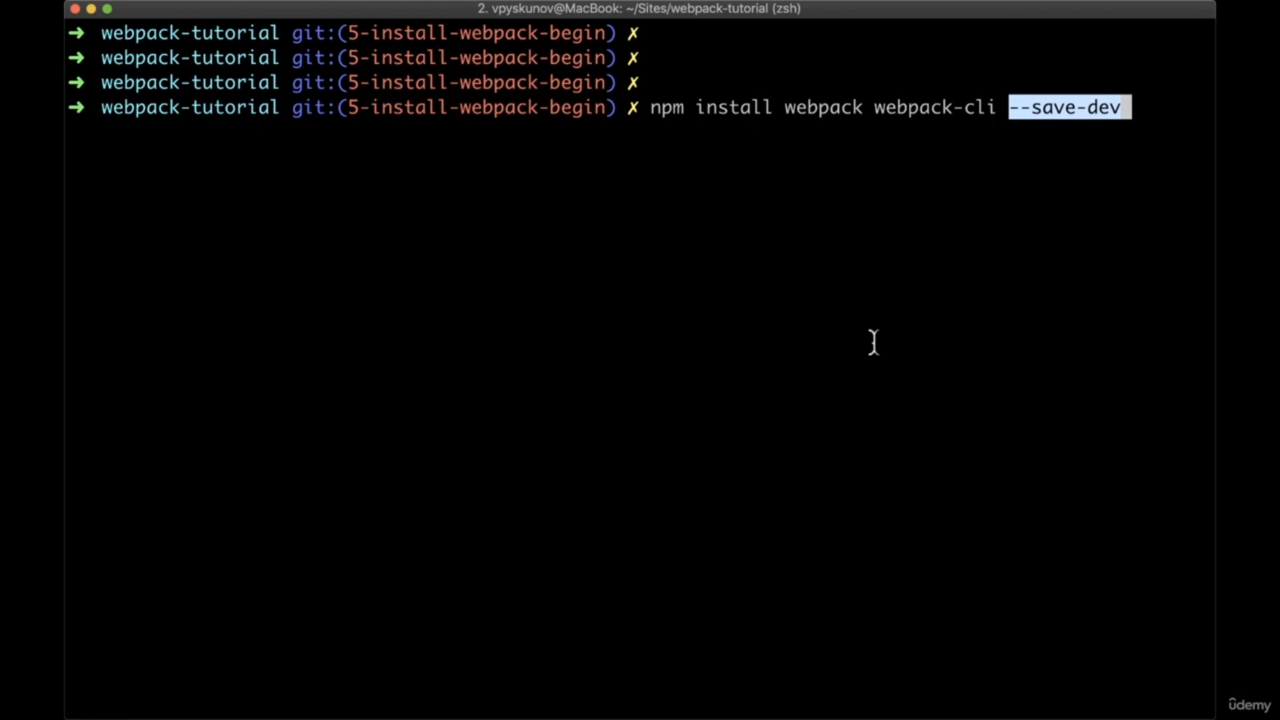 2. vpyskunov@MacBook: ~/Sites/webpack-tutorial (zsh)
➜ webpack-tutorial git:(5-install-webpack-begin) ✗
➜ webpack-tutorial git:(5-install-webpack-begin) ✗
➜ webpack-tutorial git:(5-install-webpack-begin) ✗
➜ webpack-tutorial git:(5-install-webpack-begin) ✗ npm install webpack webpack-cli --save-dev
ûdemy